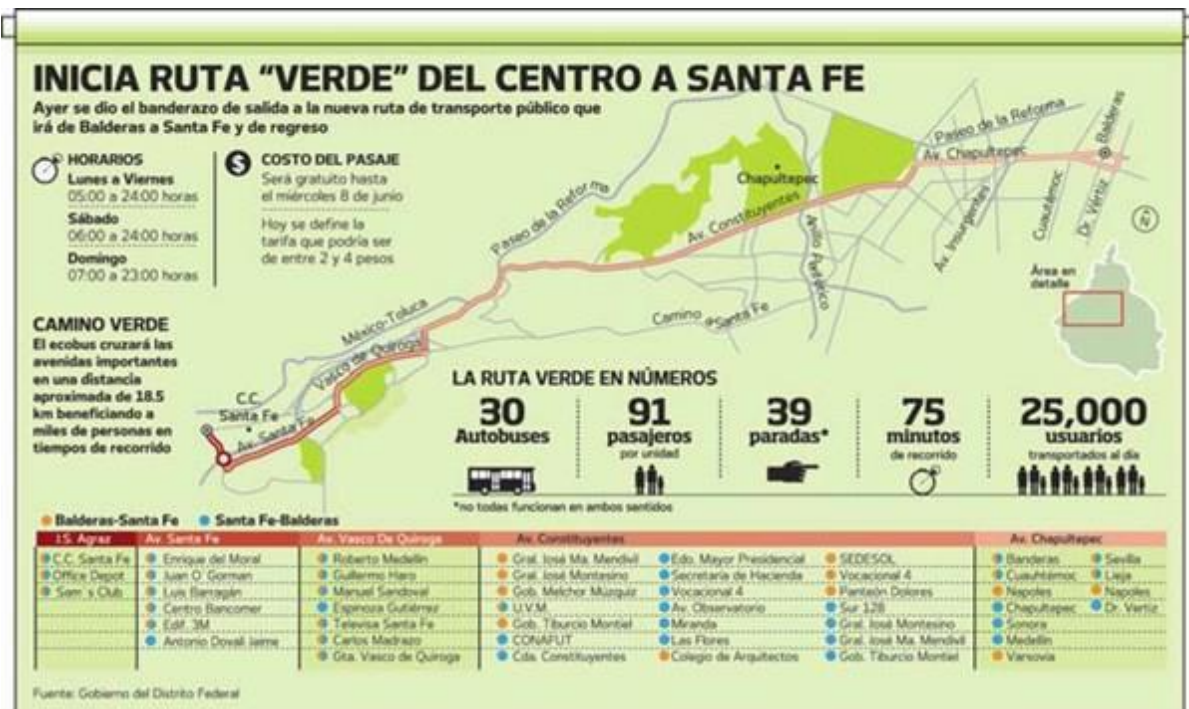 INICIA RUTA “VERDE” DEL CENTRO A SANTA FE
Ayer se dio el banderazo de salida a la nueva ruta de transporte público que
irá de Balderas a Santa Fe y de regreso
HORARIOS
Lunes a Viernes
05:00 a 24:00 horas
Sábado
06:00 a 24:00 horas
Domingo
07:00 a 23:00 horas
$
COSTO DEL PASAJE
Será gratuito hasta
el miércoles 8 de junio
Hoy se define la
tarifa que podría ser
de entre 2 y 4 pesos
CAMINO VERDE
El ecobus cruzará las
avenidas importantes
en una distancia
aproximada de 18.5
km beneficiando a
miles de personas en
tiempos de recorrido
Paseo de la Reforma
Av. Chapultepec
Balderas
Chapultepec
Paseo de la Reforma
Av. Constituyentes
Anillo Periférico
Av. Insurgentes
Cuautémoc
Dr. Vértiz
Área en
detalle
México-Toluca
Camino a Santa Fe
Vasco de Quiroga
C.C.
Santa Fe
Av. Santa Fe
LA RUTA VERDE EN NÚMEROS
30
Autobuses
91
pasajeros
por unidad
39
paradas*
75
minutos
de recorrido
25,000
usuarios
transportados al día
*no todas funcionan en ambos sentidos
Balderas-Santa Fe
Santa Fe-Balderas
J.S. Agraz
C.C. Santa Fe
Office Depot
Sam´s Club
Av. Santa Fe
Enrique del Moral
Juan O´Gorman
Luis Barragán
Centro Bancomer
Edif. 3M
Antonio Dovalí Jaime
Av. Vasco De Quiroga
Roberto Medellín
Guillermo Haro
Manuel Sandoval
Espinoza Gutiérrez
Televisa Santa Fe
Carlos Madrazo
Gta. Vasco de Quiroga
Av. Constituyentes
Gral. José Ma. Mendivil
Gral. José Montesino
Gob. Melchor Múzquiz
U.V.M.
Gob. Tiburcio Montiel
CONAFUT
Cda. Constituyentes
Edo. Mayor Presidencial
Secretaria de Hacienda
Vocacional 4
Av. Observatorio
Miranda
Las Flores
Colegio de Arquitectos
SEDESOL
Vocacional 4
Panteón Dolores
Sur 128
Gral. José Montesino
Gral. José Ma. Mendivil
Gob. Tiburcio Montiel
Av. Chapultepec
Banderas
Cuauhtémoc
Napoles
Chapultepec
Sonora
Medellín
Varsovia
Sevilla
Lieja
Napoles
Dr. Vertiz
Fuente: Gobierno del Distrito Federal